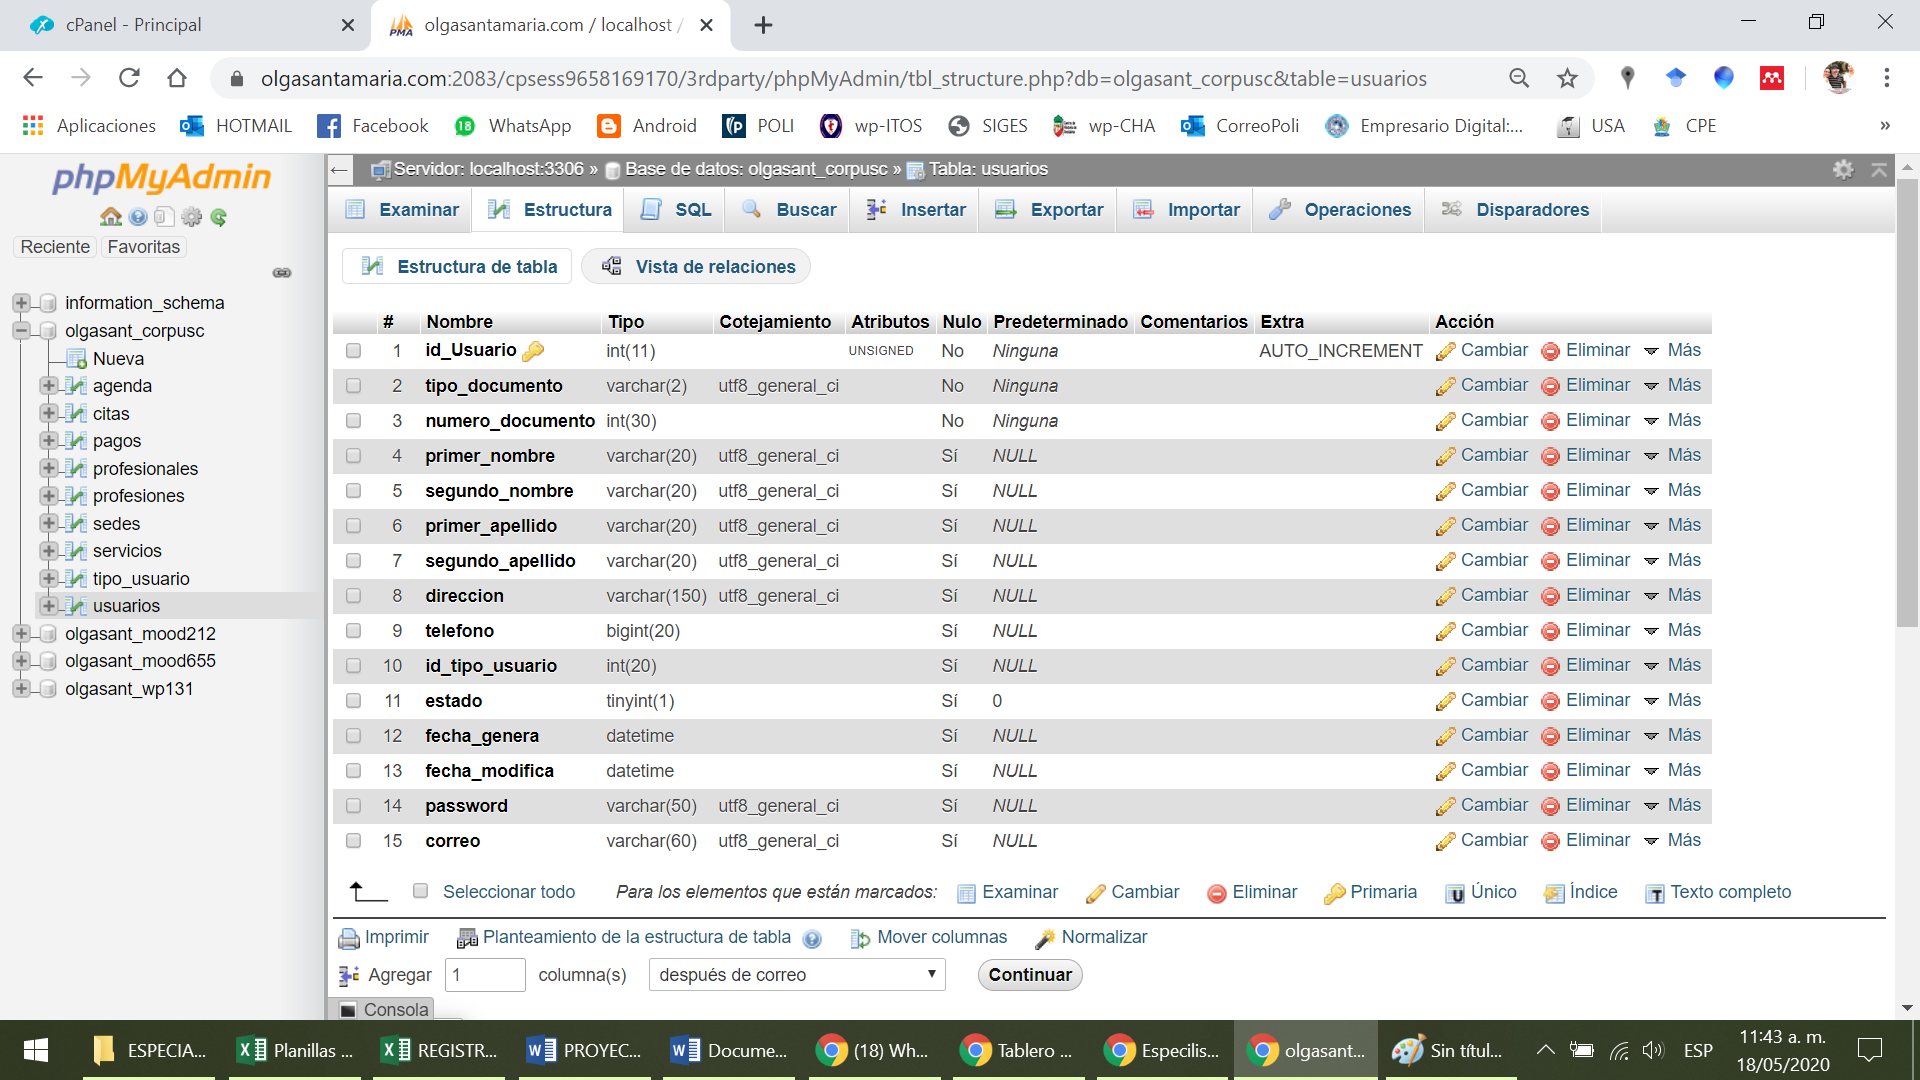 cPanel - Principal
olgasantamaria.com / localhost /
olgasantamaria.com:2083/cpsess9658169170/3rdparty/phpMyAdmin/tbl_structure.php?db=olgasant_corpusc&table=usuarios
Aplicaciones HOTMAIL Facebook 18 WhatsApp Android POLI wp-ITOS SIGES wp-CHA CorreoPoli Empresario Digital:... USA CPE »
phpMyAdmin
Reciente Favoritas
information_schema
olgasant_corpusc
Nueva
agenda
citas
pagos
profesionales
profesiones
sedes
servicios
tipo_usuario
usuarios
olgasant_mood212
olgasant_mood655
olgasant_wp131
Servidor: localhost:3306 » Base de datos: olgasant_corpusc » Tabla: usuarios
Examinar Estructura SQL Buscar Insertar Exportar Importar Operaciones Disparadores
Estructura de tabla Vista de relaciones
# Nombre Tipo Cotejamiento Atributos Nulo Predeterminado Comentarios Extra Acción
1 id_Usuario int(11) UNSIGNED No Ninguna AUTO_INCREMENT Cambiar Eliminar Más
2 tipo_documento varchar(2) utf8_general_ci No Ninguna Cambiar Eliminar Más
3 numero_documento int(30) No Ninguna Cambiar Eliminar Más
4 primer_nombre varchar(20) utf8_general_ci Sí NULL Cambiar Eliminar Más
5 segundo_nombre varchar(20) utf8_general_ci Sí NULL Cambiar Eliminar Más
6 primer_apellido varchar(20) utf8_general_ci Sí NULL Cambiar Eliminar Más
7 segundo_apellido varchar(20) utf8_general_ci Sí NULL Cambiar Eliminar Más
8 direccion varchar(150) utf8_general_ci Sí NULL Cambiar Eliminar Más
9 telefono bigint(20) Sí NULL Cambiar Eliminar Más
10 id_tipo_usuario int(20) Sí NULL Cambiar Eliminar Más
11 estado tinyint(1) Sí 0 Cambiar Eliminar Más
12 fecha_genera datetime Sí NULL Cambiar Eliminar Más
13 fecha_modifica datetime Sí NULL Cambiar Eliminar Más
14 password varchar(50) utf8_general_ci Sí NULL Cambiar Eliminar Más
15 correo varchar(60) utf8_general_ci Sí NULL Cambiar Eliminar Más
Seleccionar todo Para los elementos que están marcados: Examinar Cambiar Eliminar Primaria Único Índice Texto completo
Imprimir Planteamiento de la estructura de tabla Mover columnas Normalizar
Agregar 1 columna(s) después de correo Continuar
Consola
ESPECIA... Planillas ... REGISTR... PROYEC... Docume... (18) Wh... Tablero ... Especilis... olgasant... Sin títul... ESP 11:43 a. m.
18/05/2020